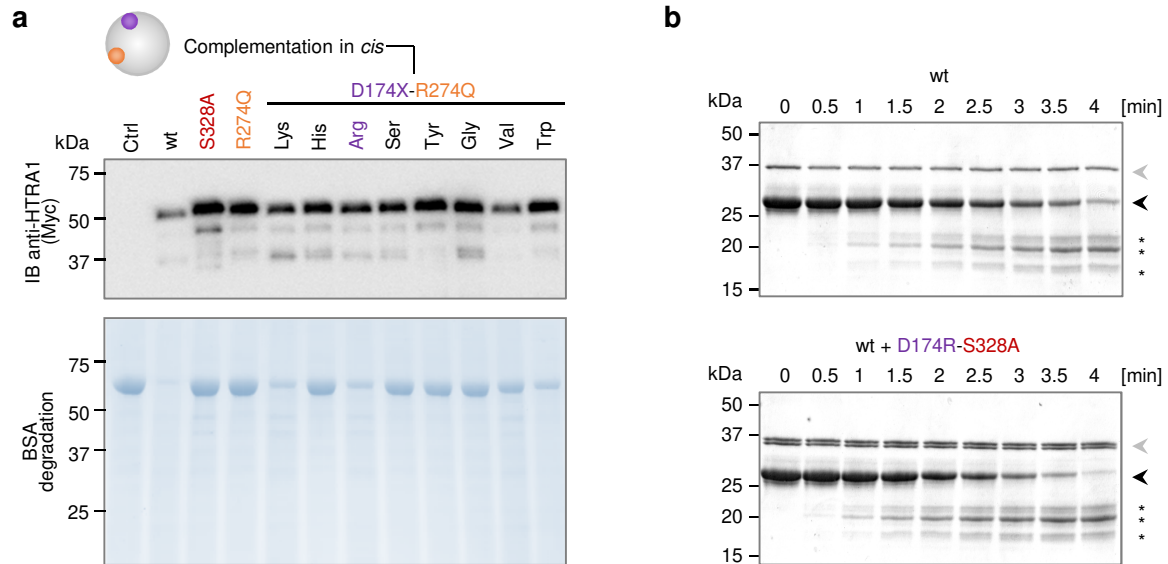 a
Complementation in cis
D174X-R274Q
kDa
Ctrl
wt
S328A
R274Q
Lys
His
Arg
Ser
Tyr
Gly
Val
Trp
75
50
37
IB anti-HTRA1
(Myc)
75
50
37
25
BSA
degradation
b
wt
kDa 0 0.5 1 1.5 2 2.5 3 3.5 4 [min]
50
37
25
20
15
*
*
*
wt + D174R-S328A
kDa 0 0.5 1 1.5 2 2.5 3 3.5 4 [min]
50
37
25
20
15
*
*
*